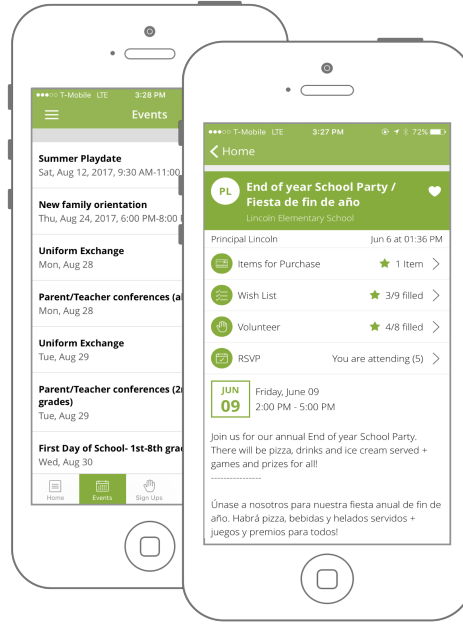 T-Mobile LTE 3:28 PM
Events
Summer Playdate
Sat, Aug 12, 2017, 9:30 AM-11:00
New family orientation
Thu, Aug 24, 2017, 6:00 PM-8:00
Uniform Exchange
Mon, Aug 28
Parent/Teacher conferences
Mon, Aug 28
Uniform Exchange
Tue, Aug 29
Parent/Teacher conferences
grades)
Tue, Aug 29
First Day of School- 1st-8th
Wed, Aug 30
Home Events Sign Ups
T-Mobile LTE 3:27 PM 72%
Home
PL
End of year School Party /
Fiesta de fin de año
Lincoln Elementary School
Principal Lincoln Jun 6 at 01:36 PM
Items for Purchase 1 Item
Wish List 3/9 filled
Volunteer 4/8 filled
RSVP You are attending (5)
JUN
09
Friday, June 09
2:00 PM - 5:00 PM
Join us for our annual End of year School Party.
There will be pizza, drinks and ice cream served +
games and prizes for all!
----------------
Únase a nosotros para nuestra fiesta anual de fin de
año. Habrá pizza, bebidas y helados servidos +
juegos y premios para todos!